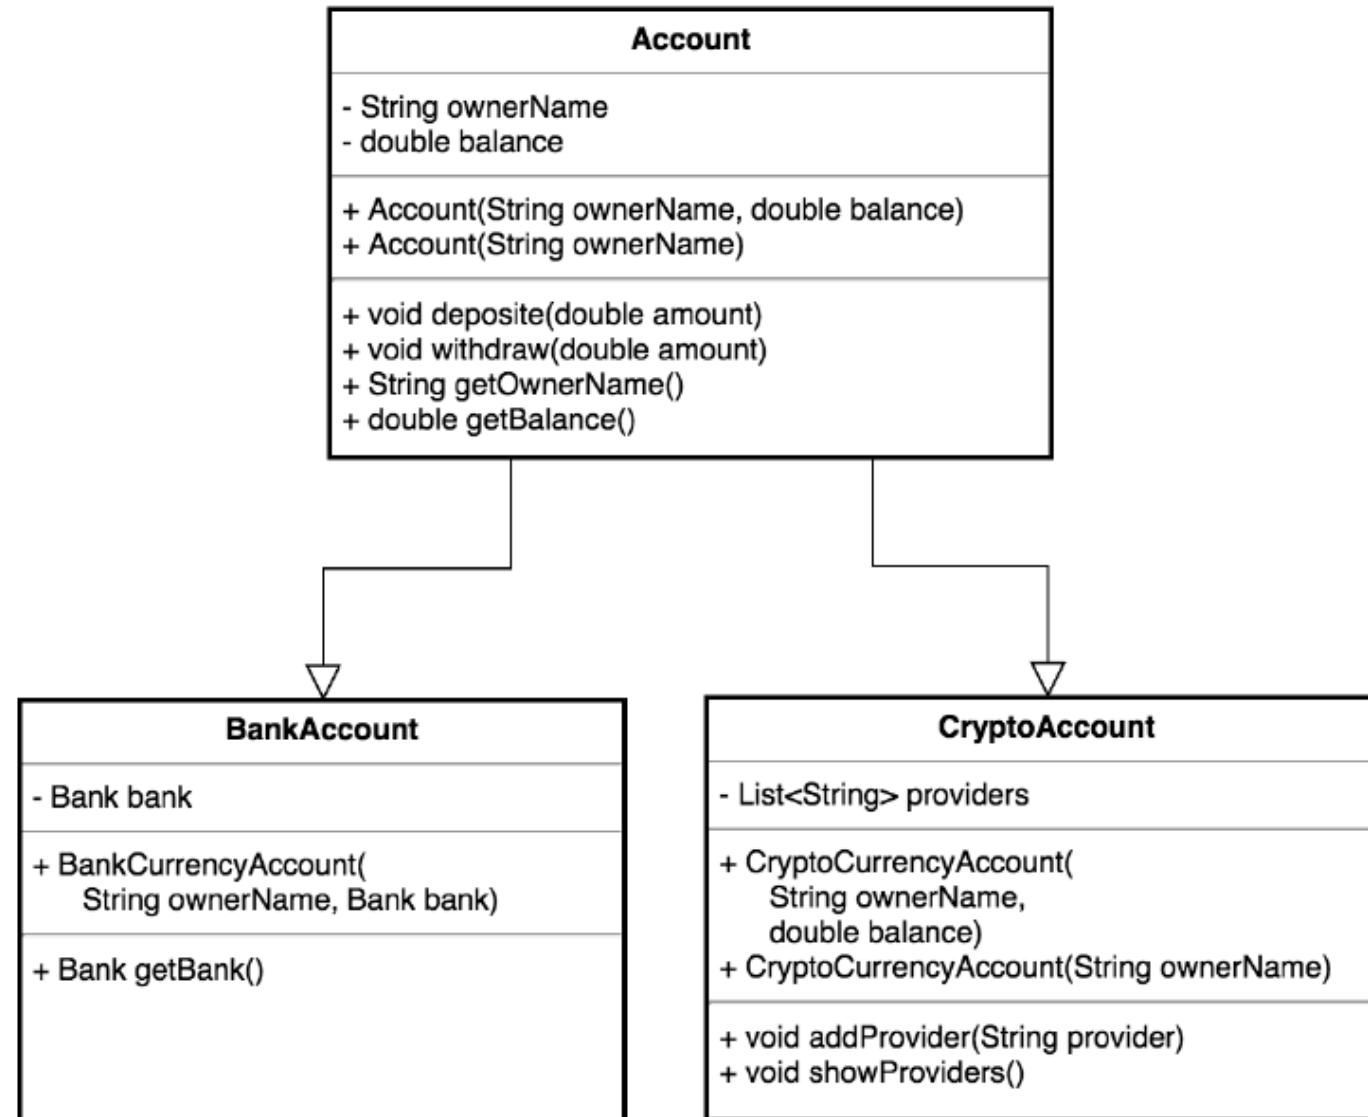 Account
- String ownerName
- double balance
+ Account(String ownerName, double balance)
+ Account(String ownerName)
+ void deposite(double amount)
+ void withdraw(double amount)
+ String getOwnerName()
+ double getBalance()
BankAccount
- Bank bank
+ BankCurrencyAccount(
String ownerName, Bank bank)
+ Bank getBank()
CryptoAccount
- List<String> providers
+ CryptoCurrencyAccount(
String ownerName,
double balance)
+ CryptoCurrencyAccount(String ownerName)
+ void addProvider(String provider)
+ void showProviders()